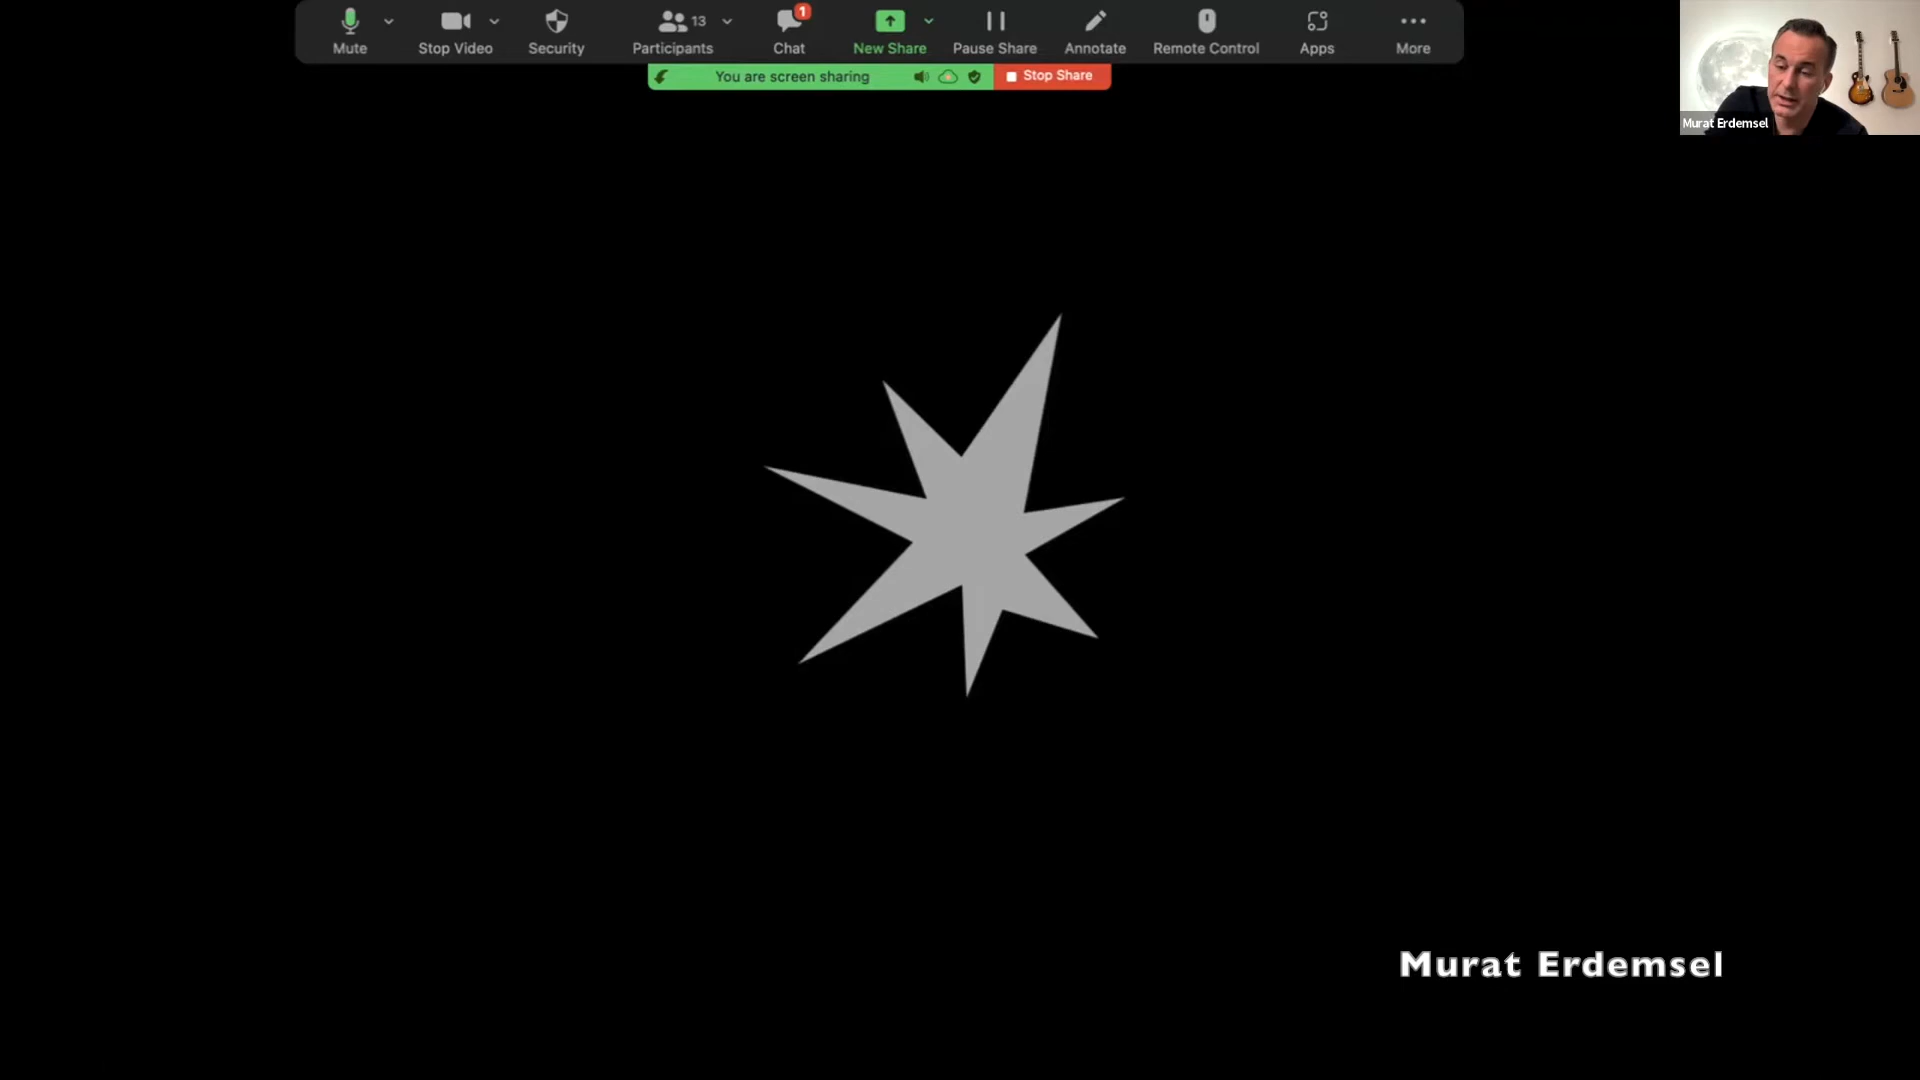 Mute
Stop Video
Security
Participants
13
Chat
1
New Share
Pause Share
Annotate
Remote Control
Apps
More
You are screen sharing
Stop Share
Murat Erdemsel
Murat Erdemsel